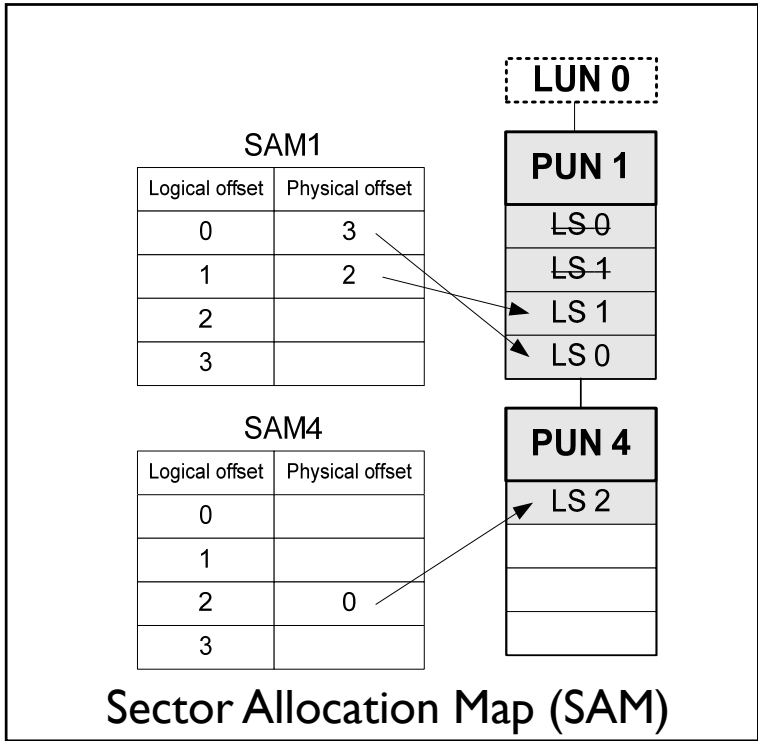 LUN 0
SAM1
Logical offset Physical offset
0 3
1 2
2
3
PUN 1
LS 0
LS 1
LS 1
LS 0
SAM4
Logical offset Physical offset
0
1
2 0
3
PUN 4
LS 2
Sector Allocation Map (SAM)